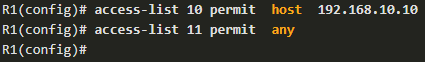 R1(config)# access-list 10 permit host 192.168.10.10
R1(config)# access-list 11 permit any
R1(config)#